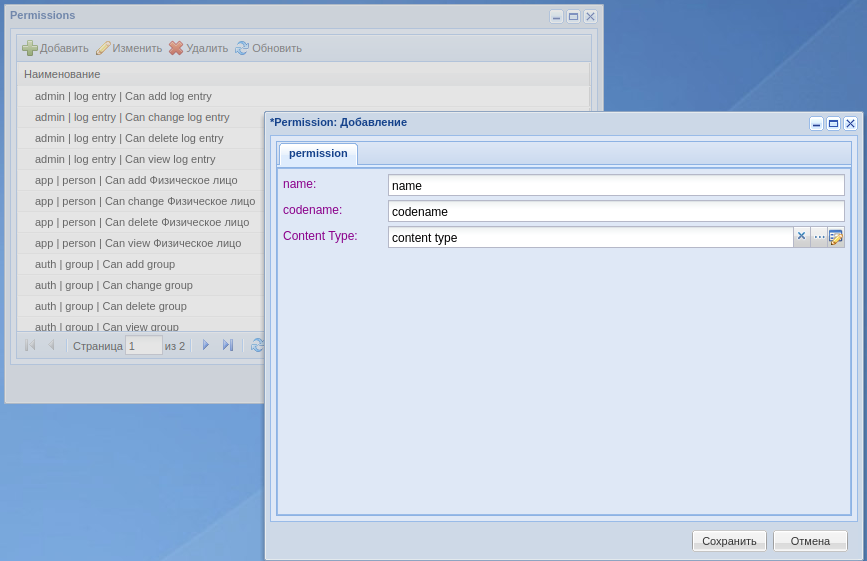 Permissions
Добавить Изменить Удалить Обновить
Наименование
admin | log entry | Can add log entry
admin | log entry | Can change log entry
admin | log entry | Can delete log entry
admin | log entry | Can view log entry
app | person | Can add Физическое лицо
app | person | Can change Физическое лицо
app | person | Can delete Физическое лицо
app | person | Can view Физическое лицо
auth | group | Can add group
auth | group | Can change group
auth | group | Can delete group
auth | group | Can view group
Страница 1 из 2
*Permission: Добавление
permission
name: name
codename: codename
Content Type: content type
Сохранить Отмена